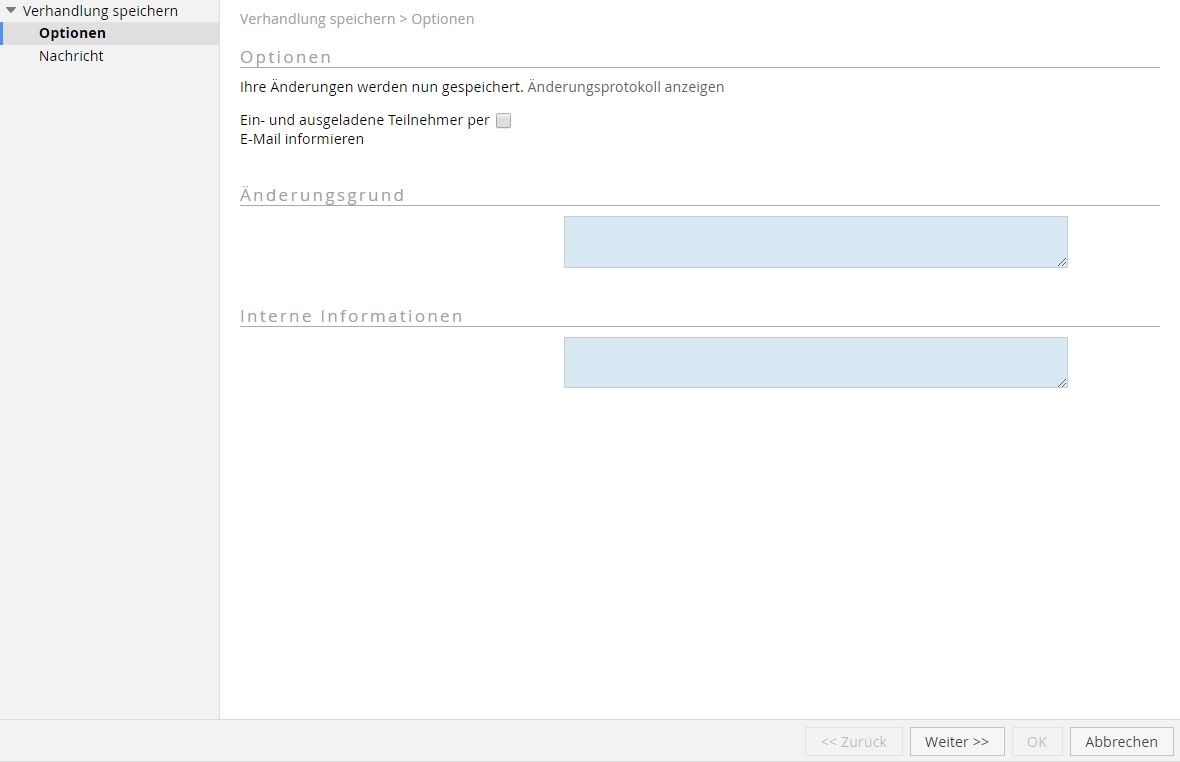 Verhandlung speichern
Optionen
Nachricht
Verhandlung speichern > Optionen
Optionen
Ihre Änderungen werden nun gespeichert. Änderungsprotokoll anzeigen
Ein- und ausgeladene Teilnehmer per
E-Mail informieren
Änderungsgrund
Interne Informationen
<< Zurück
Weiter >>
OK
Abbrechen